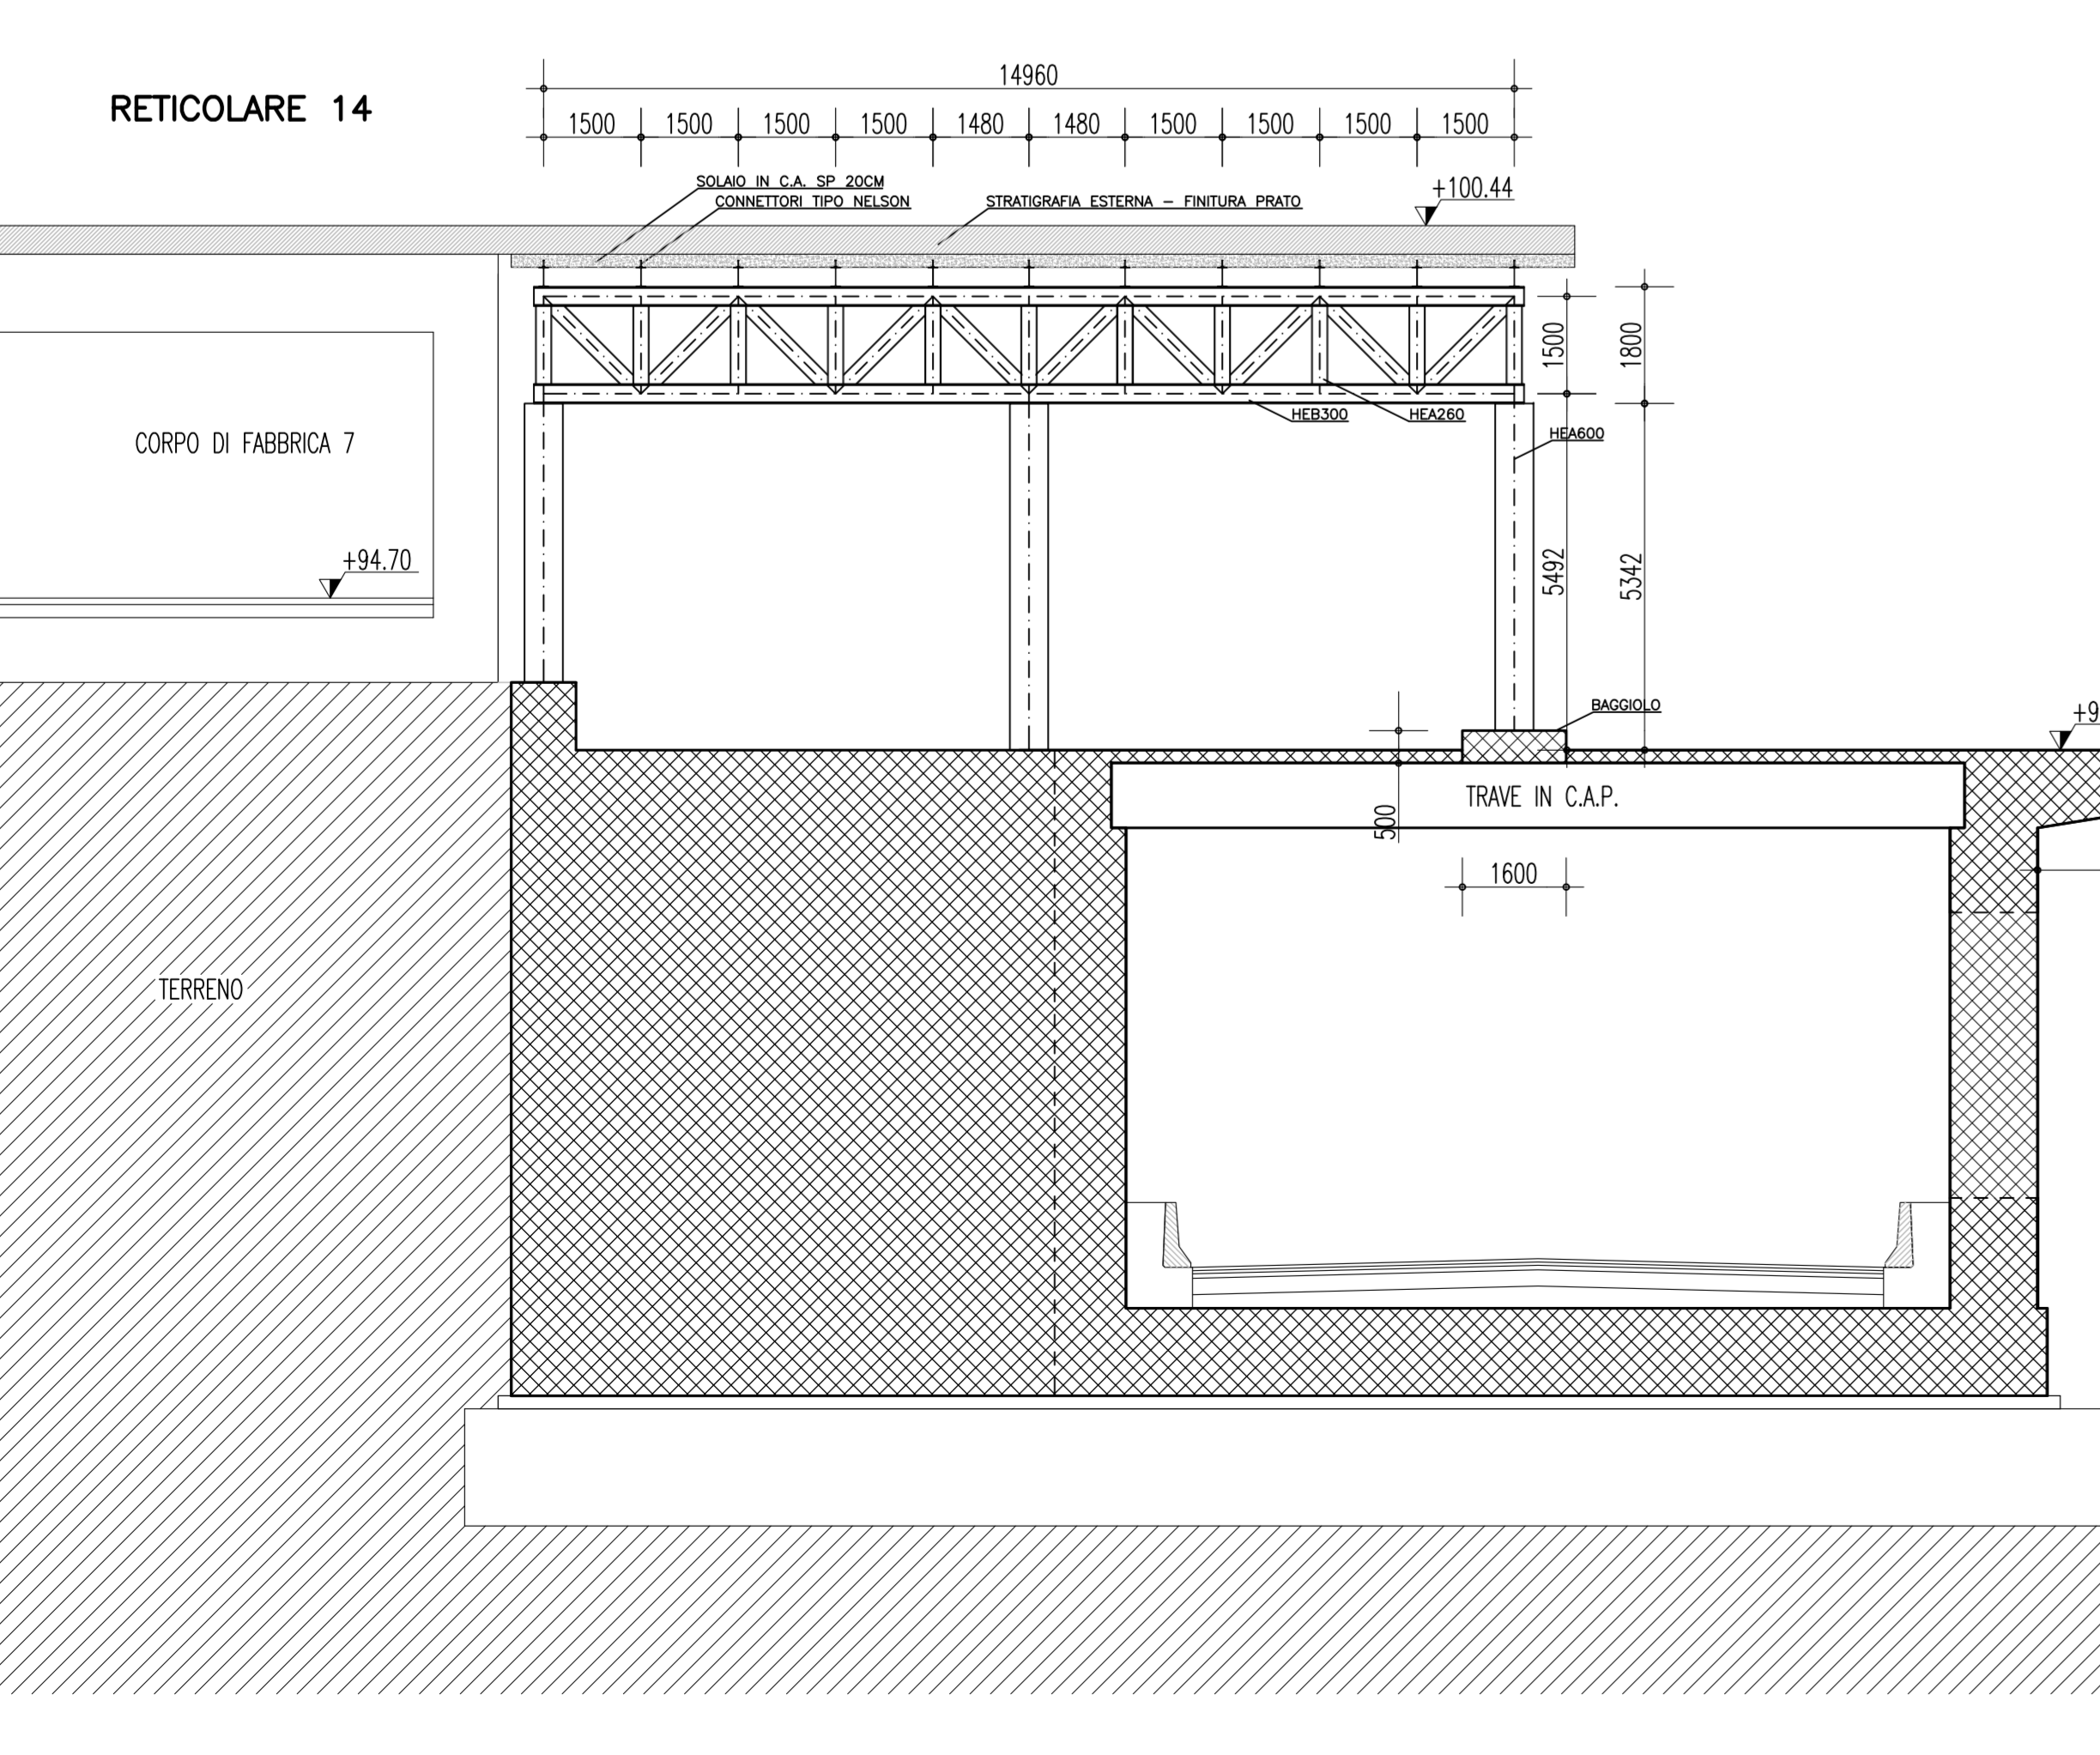 14960
RETICOLARE 14
1500 1500 1500 1500 1480 1480 1500 1500 1500 1500
SOLAIO IN C.A. SP 20CM
CONNETTORI TIPO NELSON
STRATIGRAFIA ESTERNA – FINITURA PRATO
+100.44
1500
1800
HEB300
HEA260
HEA600
CORPO DI FABBRICA 7
+94.70
5492
5342
BAGGIOLO
+9
TRAVE IN C.A.P.
500
1600
TERRENO